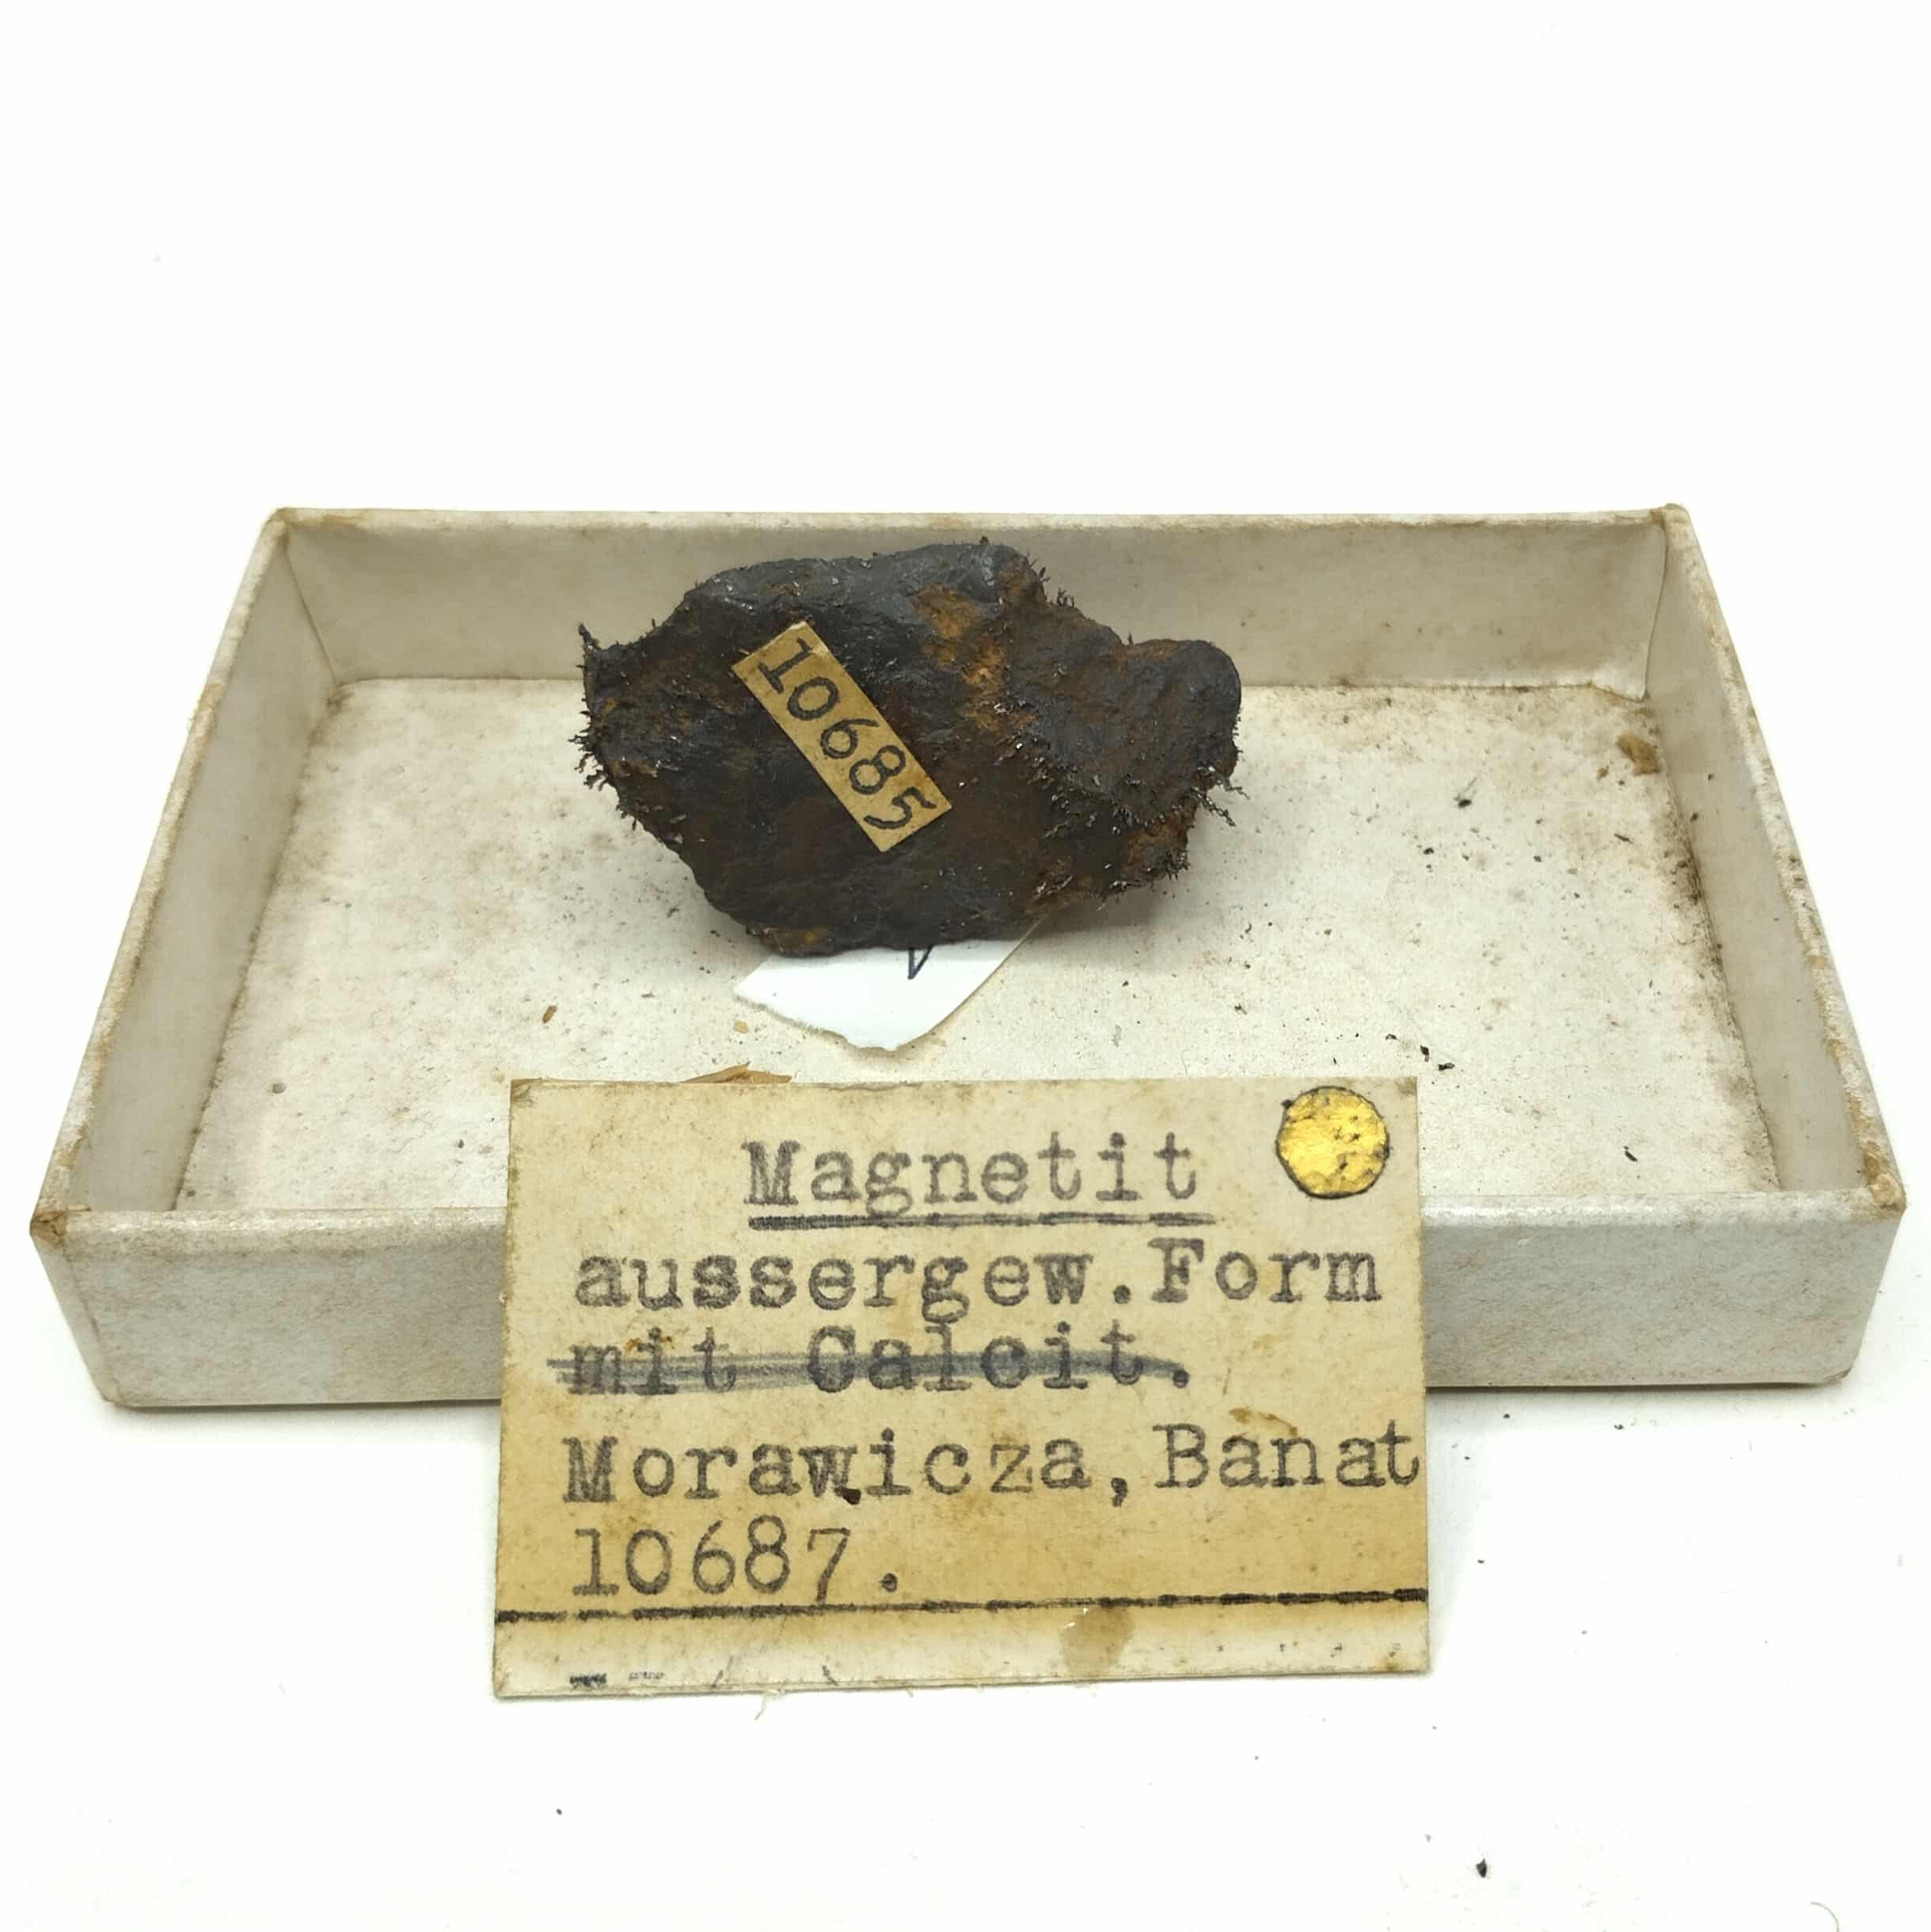 10685
Magnetit
aussergew.Form
mit Calcit.
Morawicza,Banat
10687.